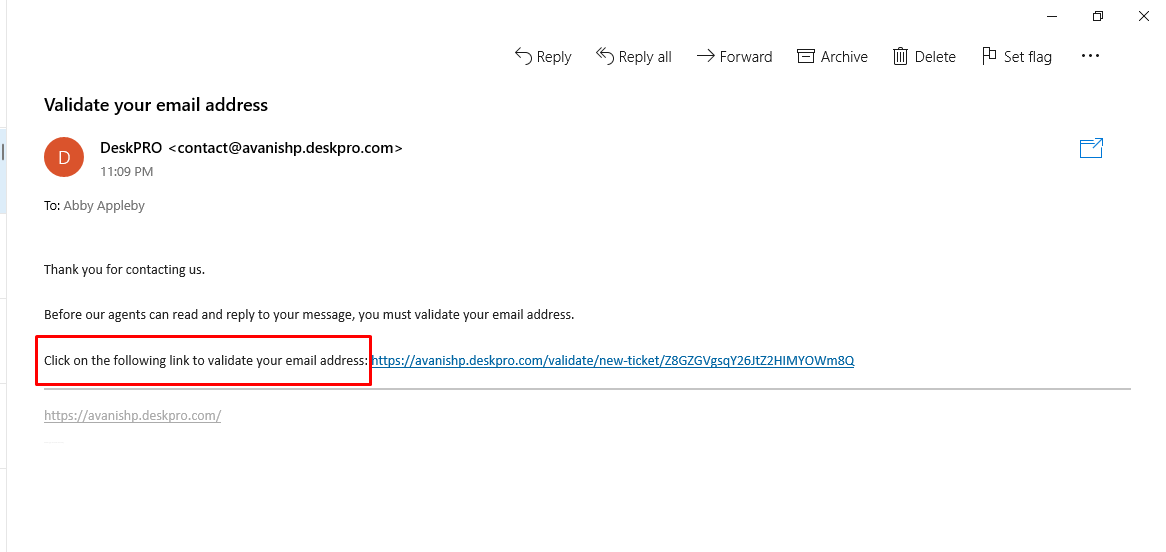 Reply Reply all Forward Archive Delete Set flag
Validate your email address
D
DeskPRO <contact@avanishp.deskpro.com>
11:09 PM
To: Abby Appleby
Thank you for contacting us.
Before our agents can read and reply to your message, you must validate your email address.
Click on the following link to validate your email address: https://avanishp.deskpro.com/validate/new-ticket/Z8GZGVgsqY26JtZ2HIMYOWm8Q
https://avanishp.deskpro.com/